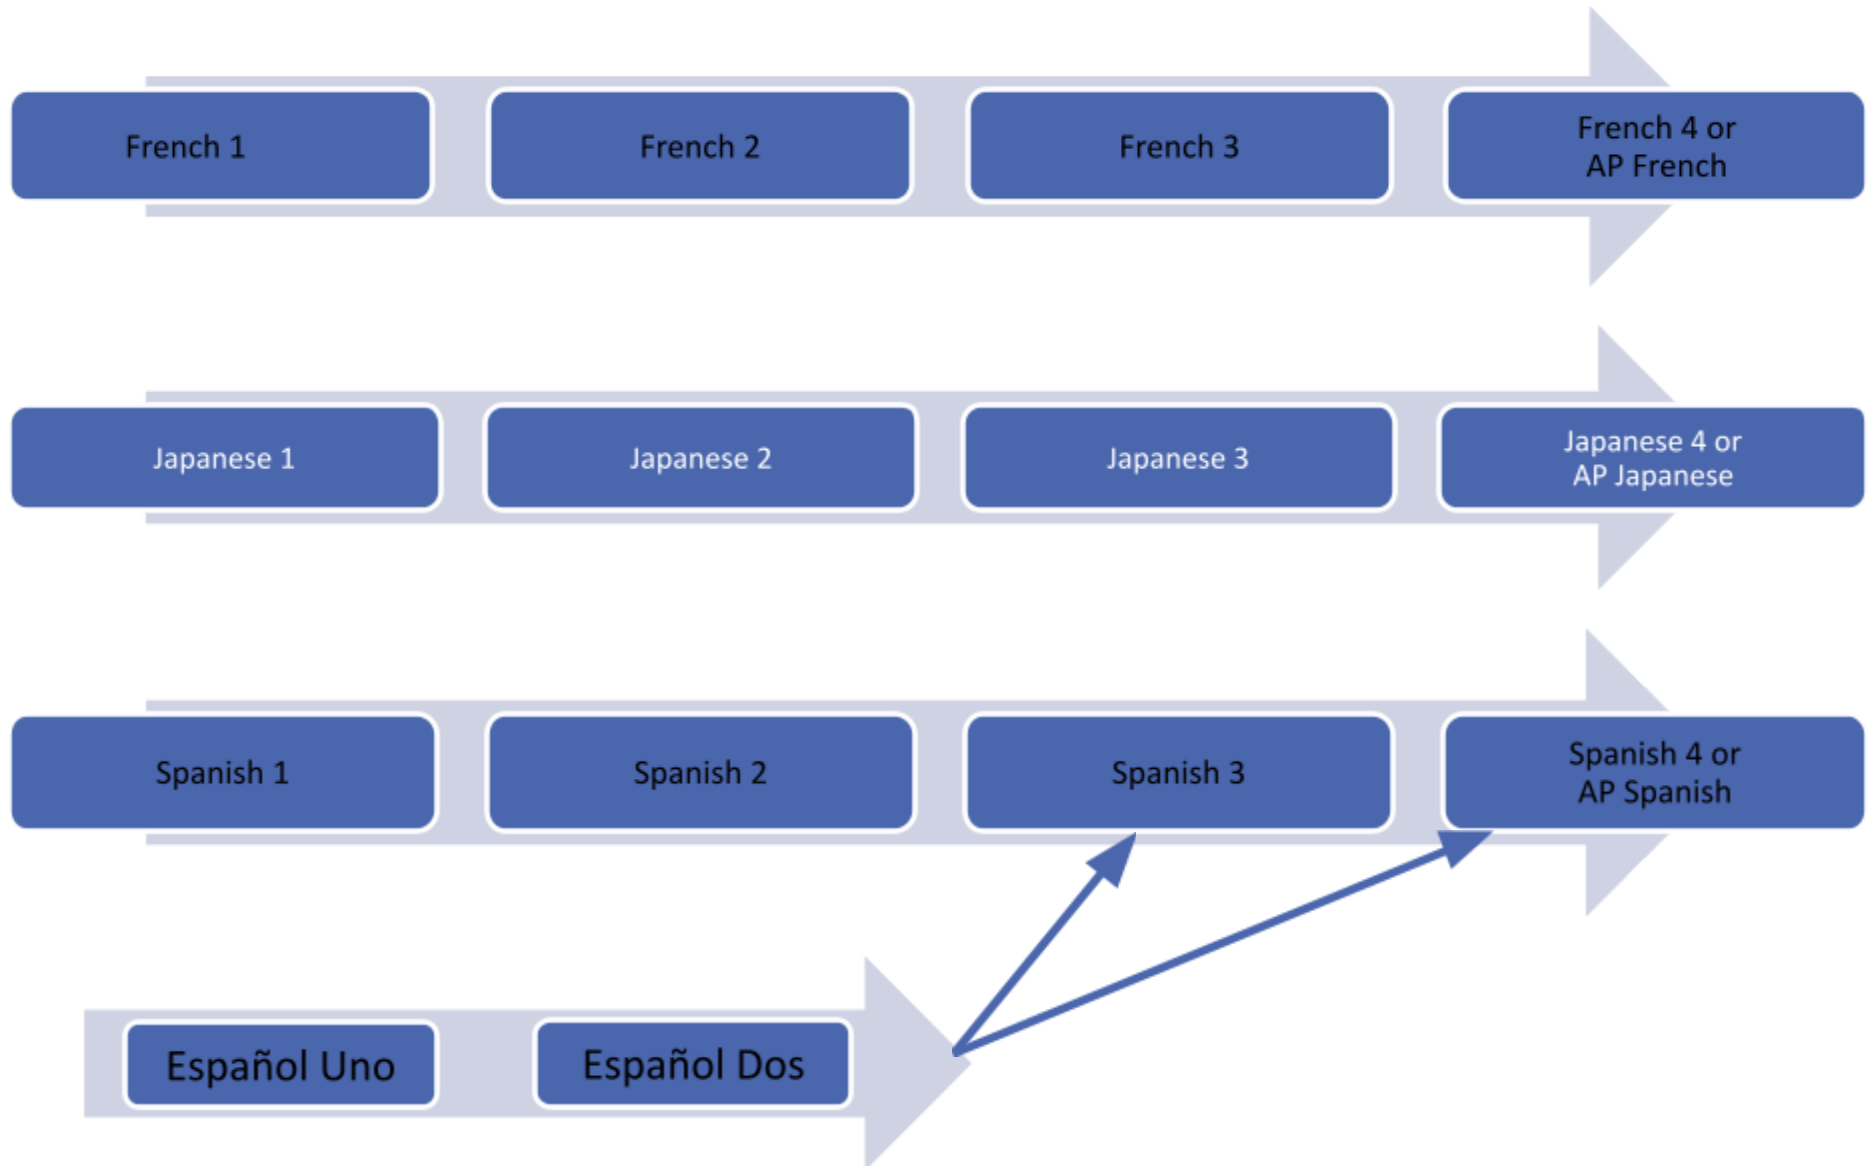 French 1
French 2
French 3
French 4 or
AP French
Japanese 1
Japanese 2
Japanese 3
Japanese 4 or
AP Japanese
Spanish 1
Spanish 2
Spanish 3
Spanish 4 or
AP Spanish
Español Uno
Español Dos